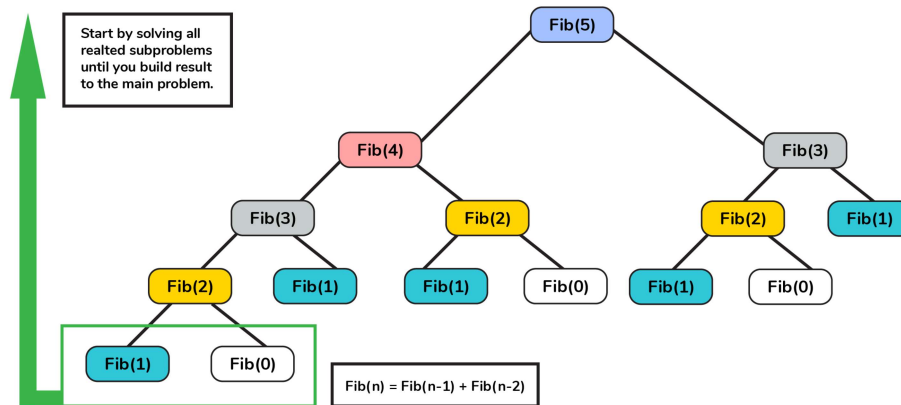 Start by solving all
realted subproblems
until you build result
to the main problem.
Fib(5)
Fib(4)
Fib(3)
Fib(3)
Fib(2)
Fib(2)
Fib(1)
Fib(2)
Fib(1)
Fib(1)
Fib(0)
Fib(1)
Fib(0)
Fib(1)
Fib(0)
Fib(n) = Fib(n-1) + Fib(n-2)